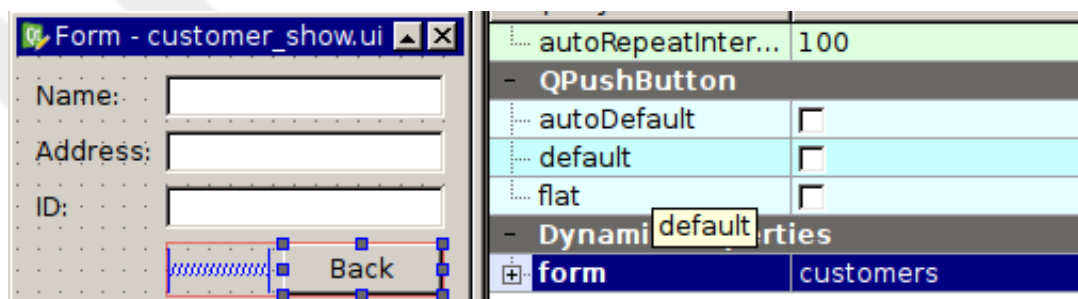 Form - customer_show.ui
Name:
Address:
ID:
Back
autoRepeatInter... 100
- QPushButton
autoDefault
default
flat
default
- Dynami rties
form customers